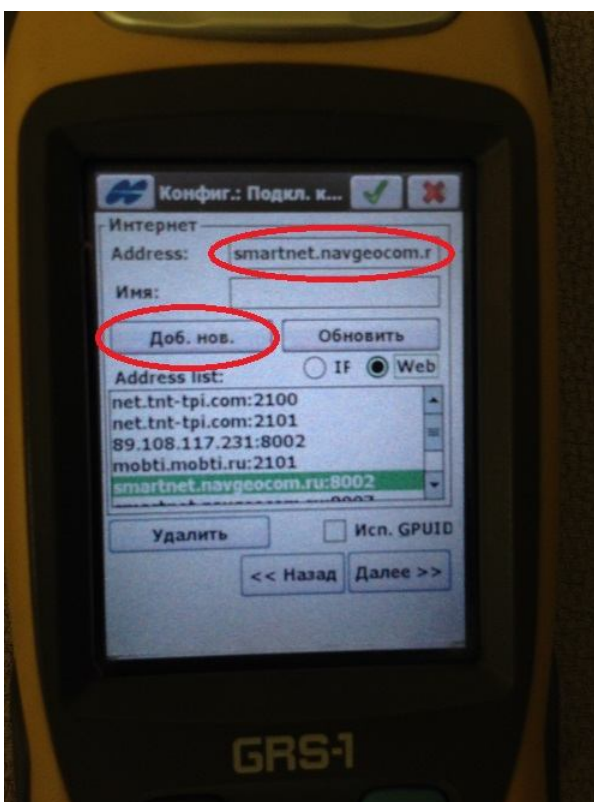 Конфиг.: Подкл. к...
Интернет
Address: smartnet.navgeocom.r
Имя:
Доб. нов. Обновить
Address list: IF Web
net.tnt-tpi.com:2100
net.tnt-tpi.com:2101
89.108.117.231:8002
mobti.mobti.ru:2101
smartnet.navgeocom.ru:8002
Удалить Исп. GPUID
<< Назад Далее >>
GRS-1